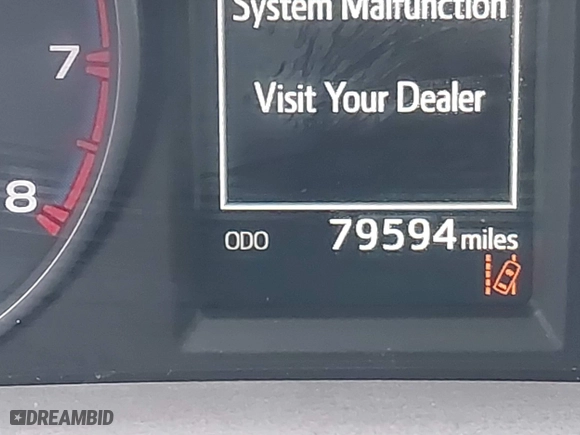 System Malfunction
7
Visit Your Dealer
8
ODO 79594 miles
DREAMBID